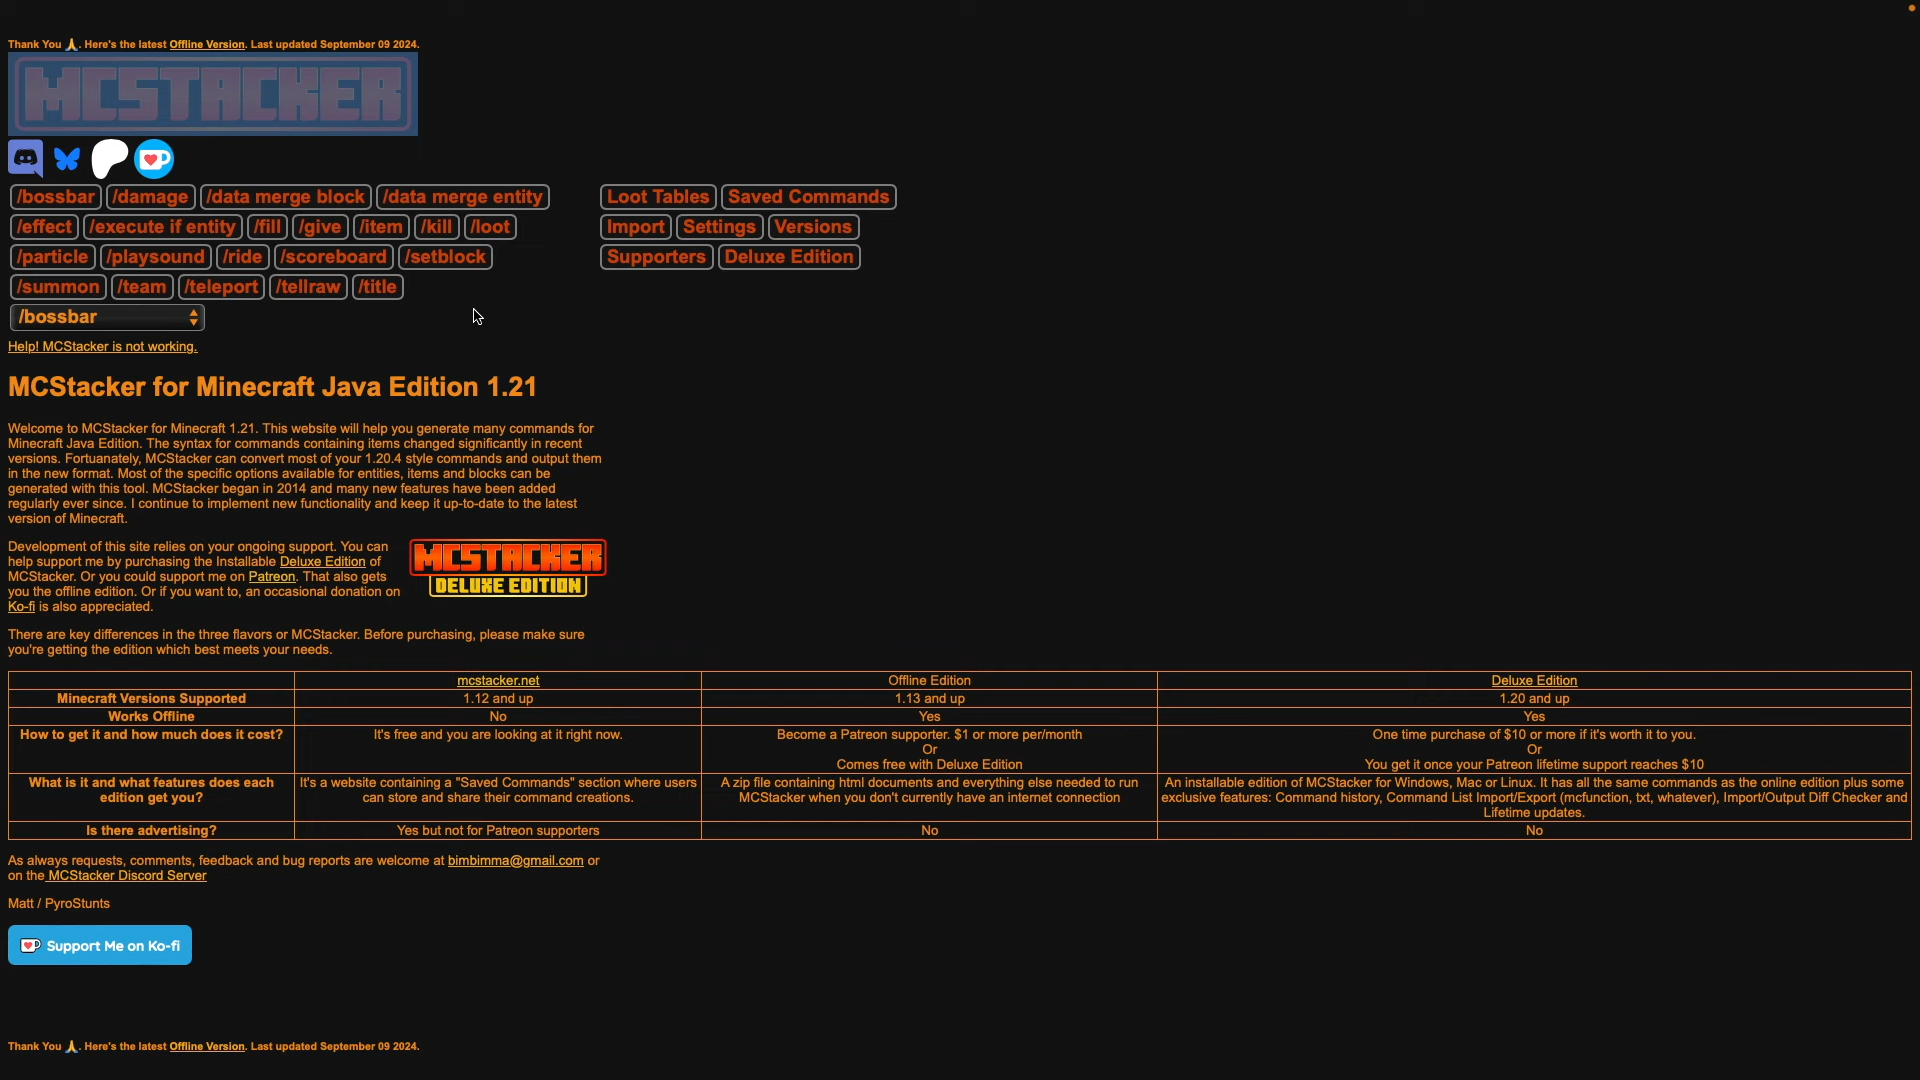 Thank You 🙏. Here's the latest Offline Version. Last updated September 09 2024.
MCSTACKER
/bossbar /damage /data merge block /data merge entity
/effect /execute if entity /fill /give /item /kill /loot
/particle /playsound /ride /scoreboard /setblock
/summon /team /teleport /tellraw /title
/bossbar
Loot Tables Saved Commands
Import Settings Versions
Supporters Deluxe Edition
Help! MCStacker is not working.
MCStacker for Minecraft Java Edition 1.21
Welcome to MCStacker for Minecraft 1.21. This website will help you generate many commands for
Minecraft Java Edition. The syntax for commands containing items changed significantly in recent
versions. Fortuanately, MCStacker can convert most of your 1.20.4 style commands and output them
in the new format. Most of the specific options available for entities, items and blocks can be
generated with this tool. MCStacker began in 2014 and many new features have been added
regularly ever since. I continue to implement new functionality and keep it up-to-date to the latest
version of Minecraft.
Development of this site relies on your ongoing support. You can
help support me by purchasing the Installable Deluxe Edition of
MCStacker. Or you could support me on Patreon. That also gets
you the offline edition. Or if you want to, an occasional donation on
Ko-fi is also appreciated.
MCSTACKER
DELUXE EDITION
There are key differences in the three flavors or MCStacker. Before purchasing, please make sure
you're getting the edition which best meets your needs.
mcstacker.net Offline Edition Deluxe Edition
Minecraft Versions Supported 1.12 and up 1.13 and up 1.20 and up
Works Offline No Yes Yes
How to get it and how much does it cost? It's free and you are looking at it right now.
Become a Patreon supporter. $1 or more per/month
Or
Comes free with Deluxe Edition
One time purchase of $10 or more if it's worth it to you.
Or
You get it once your Patreon lifetime support reaches $10
What is it and what features does each
edition get you?
It's a website containing a "Saved Commands" section where users
can store and share their command creations.
A zip file containing html documents and everything else needed to run
MCStacker when you don't currently have an internet connection
An installable edition of MCStacker for Windows, Mac or Linux. It has all the same commands as the online edition plus some
exclusive features: Command history, Command List Import/Export (mcfunction, txt, whatever), Import/Output Diff Checker and
Lifetime updates.
Is there advertising? Yes but not for Patreon supporters No No
As always requests, comments, feedback and bug reports are welcome at bimbimma@gmail.com or
on the MCStacker Discord Server
Matt / PyroStunts
Support Me on Ko-fi
Thank You 🙏. Here's the latest Offline Version. Last updated September 09 2024.